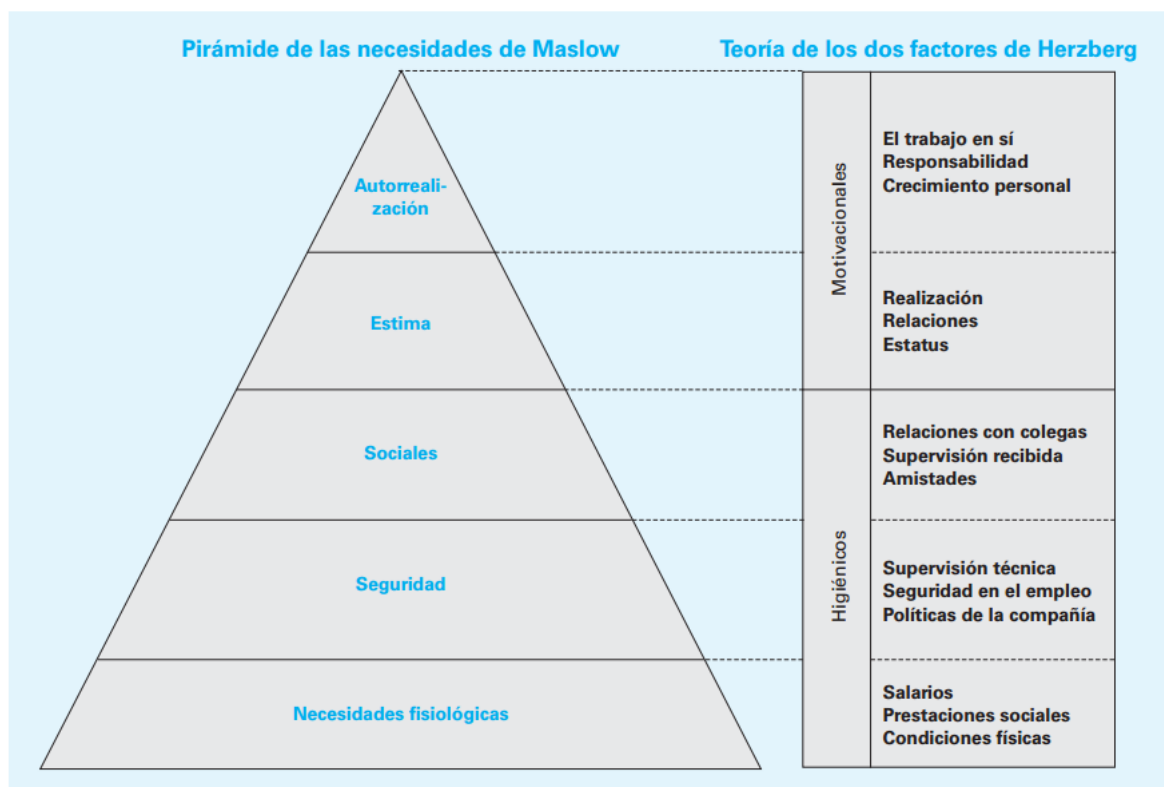 Pirámide de las necesidades de Maslow
Teoría de los dos factores de Herzberg
Autorreali-
zación
Estima
Sociales
Seguridad
Necesidades fisiológicas
Motivacionales
El trabajo en sí
Responsabilidad
Crecimiento personal
Realización
Relaciones
Estatus
Higiénicos
Relaciones con colegas
Supervisión recibida
Amistades
Supervisión técnica
Seguridad en el empleo
Políticas de la compañía
Salarios
Prestaciones sociales
Condiciones físicas